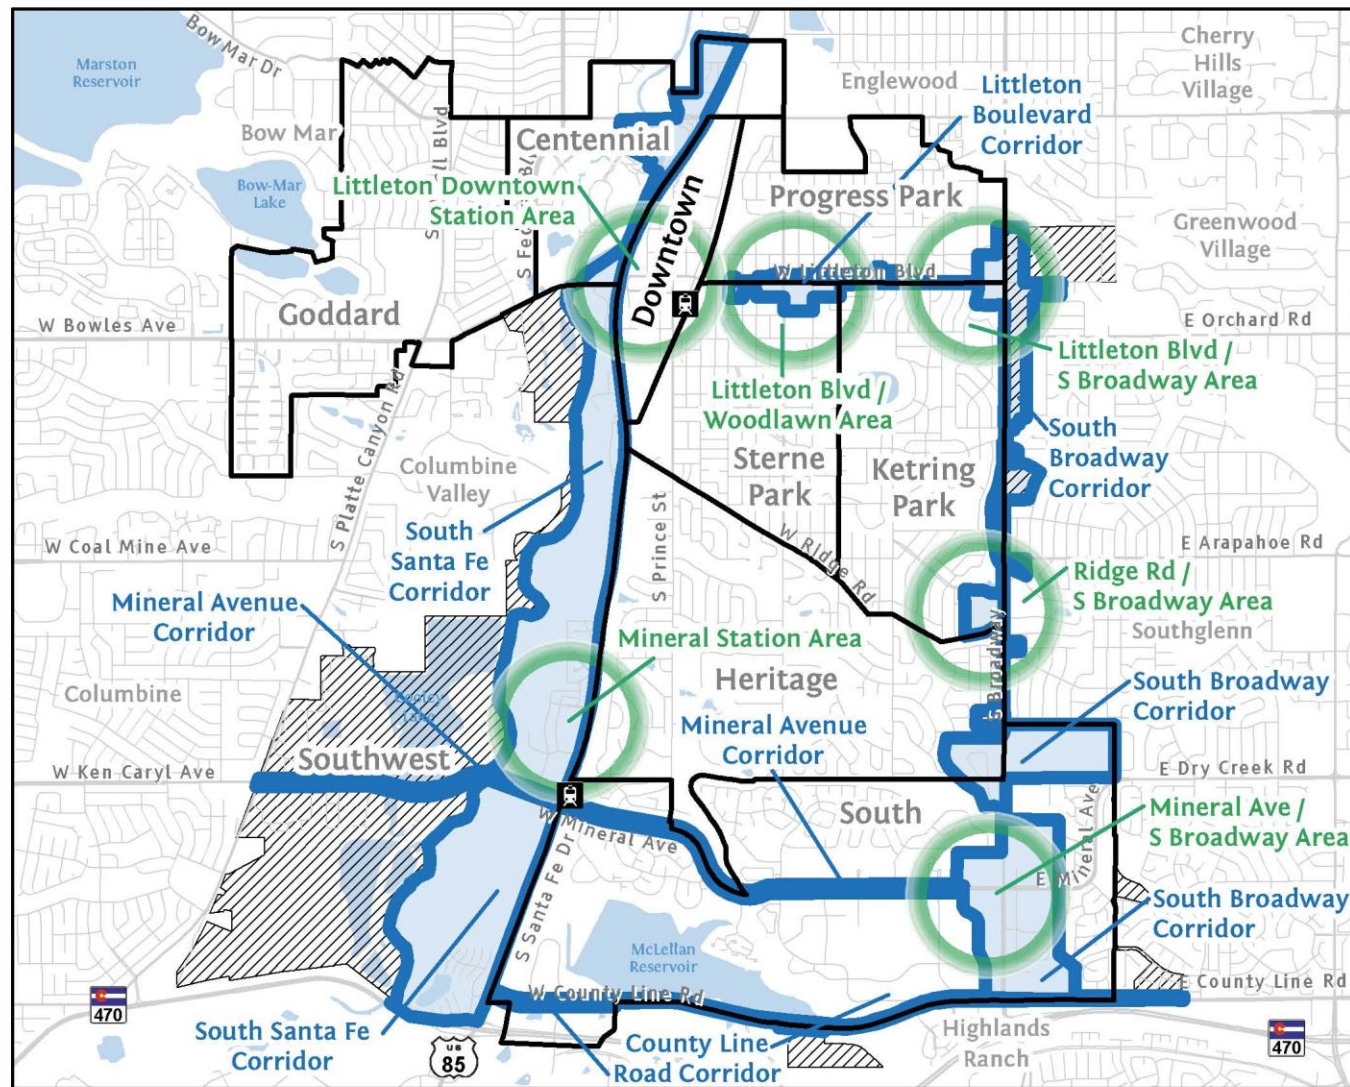 Bow Mar Dr
Cherry
Hills
Village
Marston
Reservoir
Englewood
Littleton
Boulevard
Corridor
Bow Mar
Centennial
Bow-Mar
Lake
Littleton Downtown
Station Area
Progress Park
Greenwood
Village
Downtown
W Littleton Blvd
Goddard
W Bowles Ave
E Orchard Rd
Littleton Blvd /
S Broadway Area
Littleton Blvd /
Woodlawn Area
S Platte Canyon Rd
South
Broadway
Corridor
Columbine
Valley
Sterne
Park
Ketring
Park
South
Santa Fe
Corridor
S Prince St
W Ridge Rd
W Coal Mine Ave
E Arapahoe Rd
Mineral Avenue
Corridor
Ridge Rd /
S Broadway Area
Southglenn
S Broadway
Mineral Station Area
Heritage
Columbine
South Broadway
Corridor
Mineral Avenue
Corridor
Southwest
W Ken Caryl Ave
E Dry Creek Rd
South
Mineral Ave /
S Broadway Area
W Mineral Ave
E Mineral Ave
S Santa Fe Dr
South Broadway
Corridor
McLellan
Reservoir
W County Line Rd
E County Line Rd
470
South Santa Fe
Corridor
US
85
County Line
Road Corridor
Highlands
Ranch
470